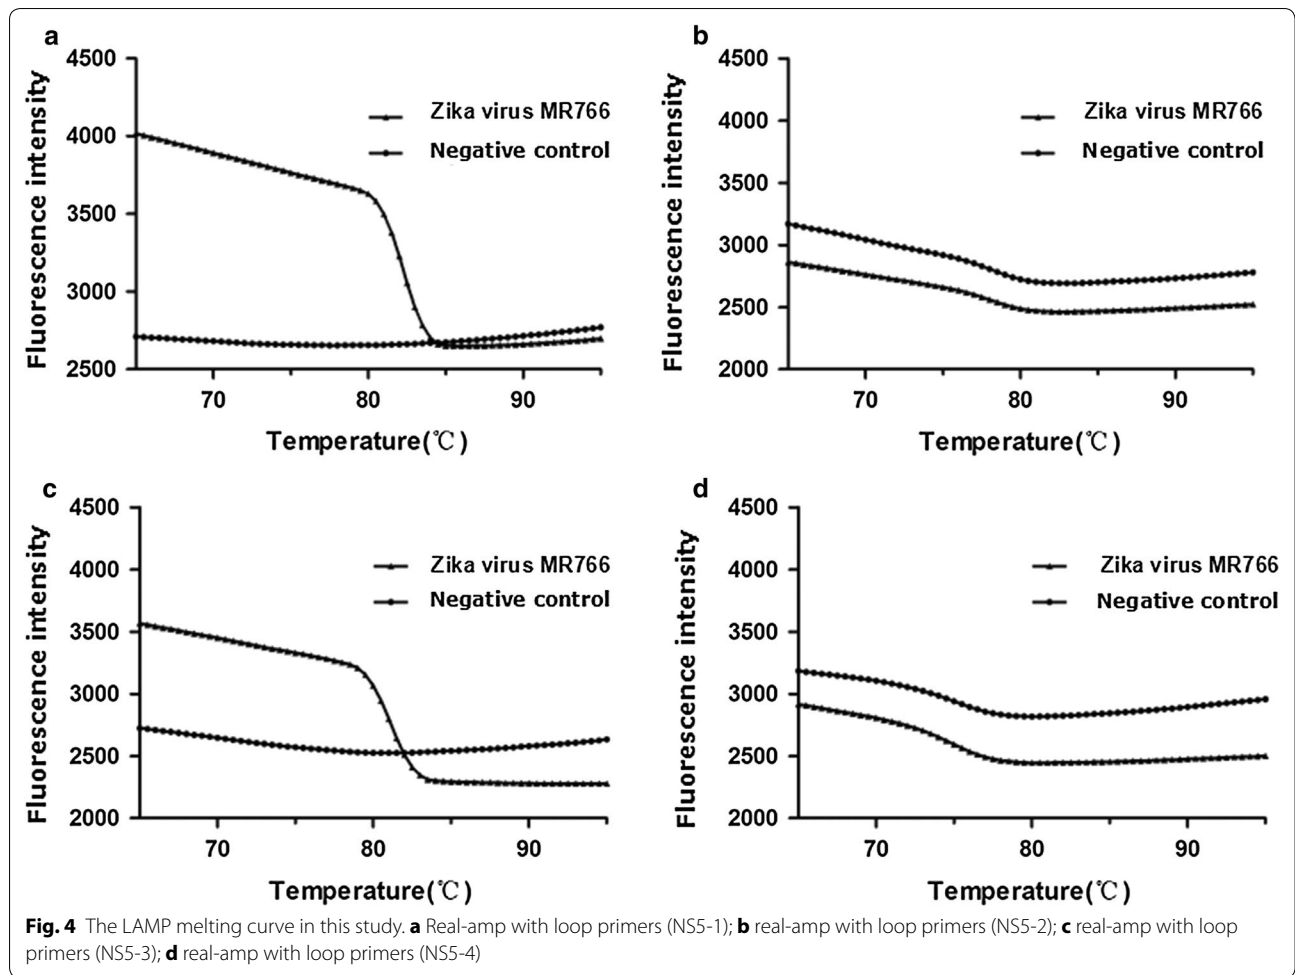 a
4500
4000
3500
3000
2500
70 80 90
Fluorescence intensity
Temperature(℃)
Zika virus MR766
Negative control
b
4500
4000
3500
3000
2500
2000
70 80 90
Fluorescence intensity
Temperature(℃)
Zika virus MR766
Negative control
c
4500
4000
3500
3000
2500
2000
70 80 90
Fluorescence intensity
Temperature(℃)
Zika virus MR766
Negative control
d
4500
4000
3500
3000
2500
2000
70 80 90
Fluorescence intensity
Temperature(℃)
Zika virus MR766
Negative control
Fig. 4 The LAMP melting curve in this study. a Real-amp with loop primers (NS5-1); b real-amp with loop primers (NS5-2); c real-amp with loop
primers (NS5-3); d real-amp with loop primers (NS5-4)